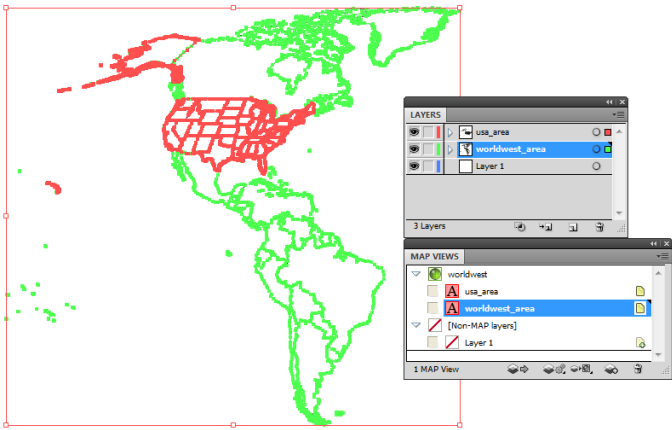 LAYERS
usa_area
worldwest_area
Layer 1
3 Layers
MAP VIEWS
worldwest
A usa_area
A worldwest_area
[Non-MAP layers]
Layer 1
1 MAP View